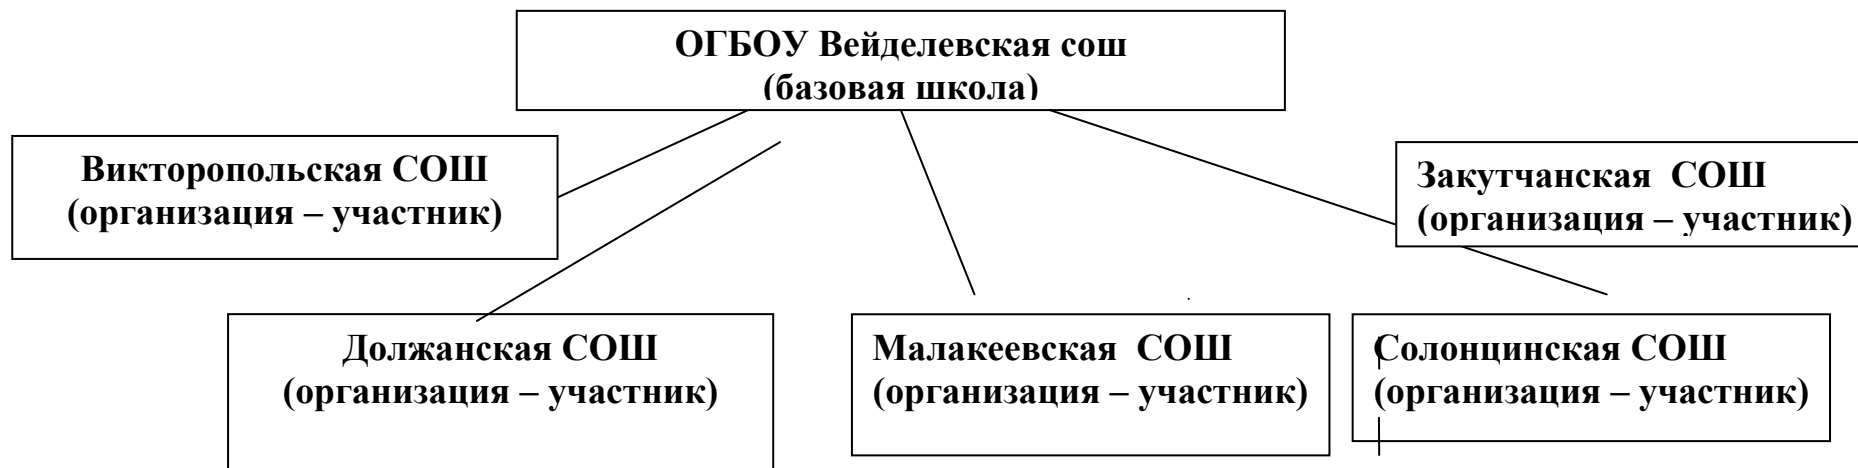 ОГБОУ Вейделевская сош
(базовая школа)
Викторопольская СОШ
(организация – участник)
Закутчанская СОШ
(организация – участник)
Должанская СОШ
(организация – участник)
Малакеевская СОШ
(организация – участник)
Солонцинская СОШ
(организация – участник)